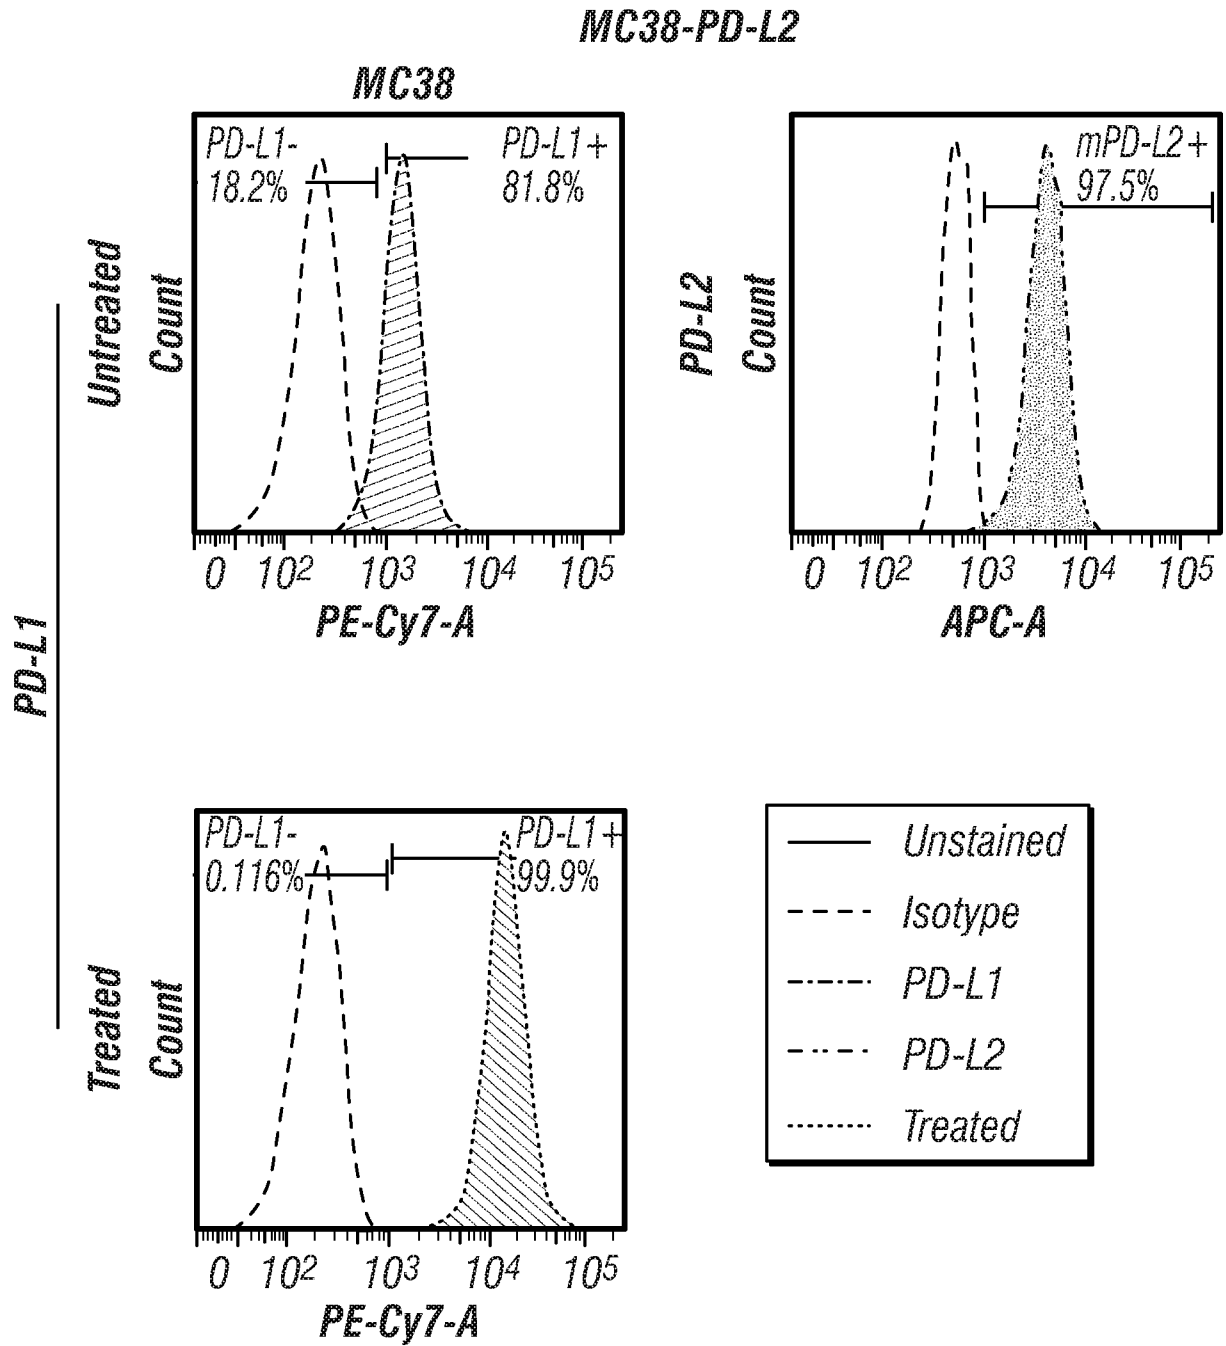 MC38-PD-L2
MC38
PD-L1-
18.2%
PD-L1+
81.8%
Untreated
Count
0 10² 10³ 10⁴ 10⁵
PE-Cy7-A
mPD-L2+
97.5%
PD-L2
Count
0 10² 10³ 10⁴ 10⁵
APC-A
PD-L1
PD-L1-
0.116%
PD-L1+
99.9%
Treated
Count
0 10² 10³ 10⁴ 10⁵
PE-Cy7-A
Unstained
Isotype
PD-L1
PD-L2
Treated